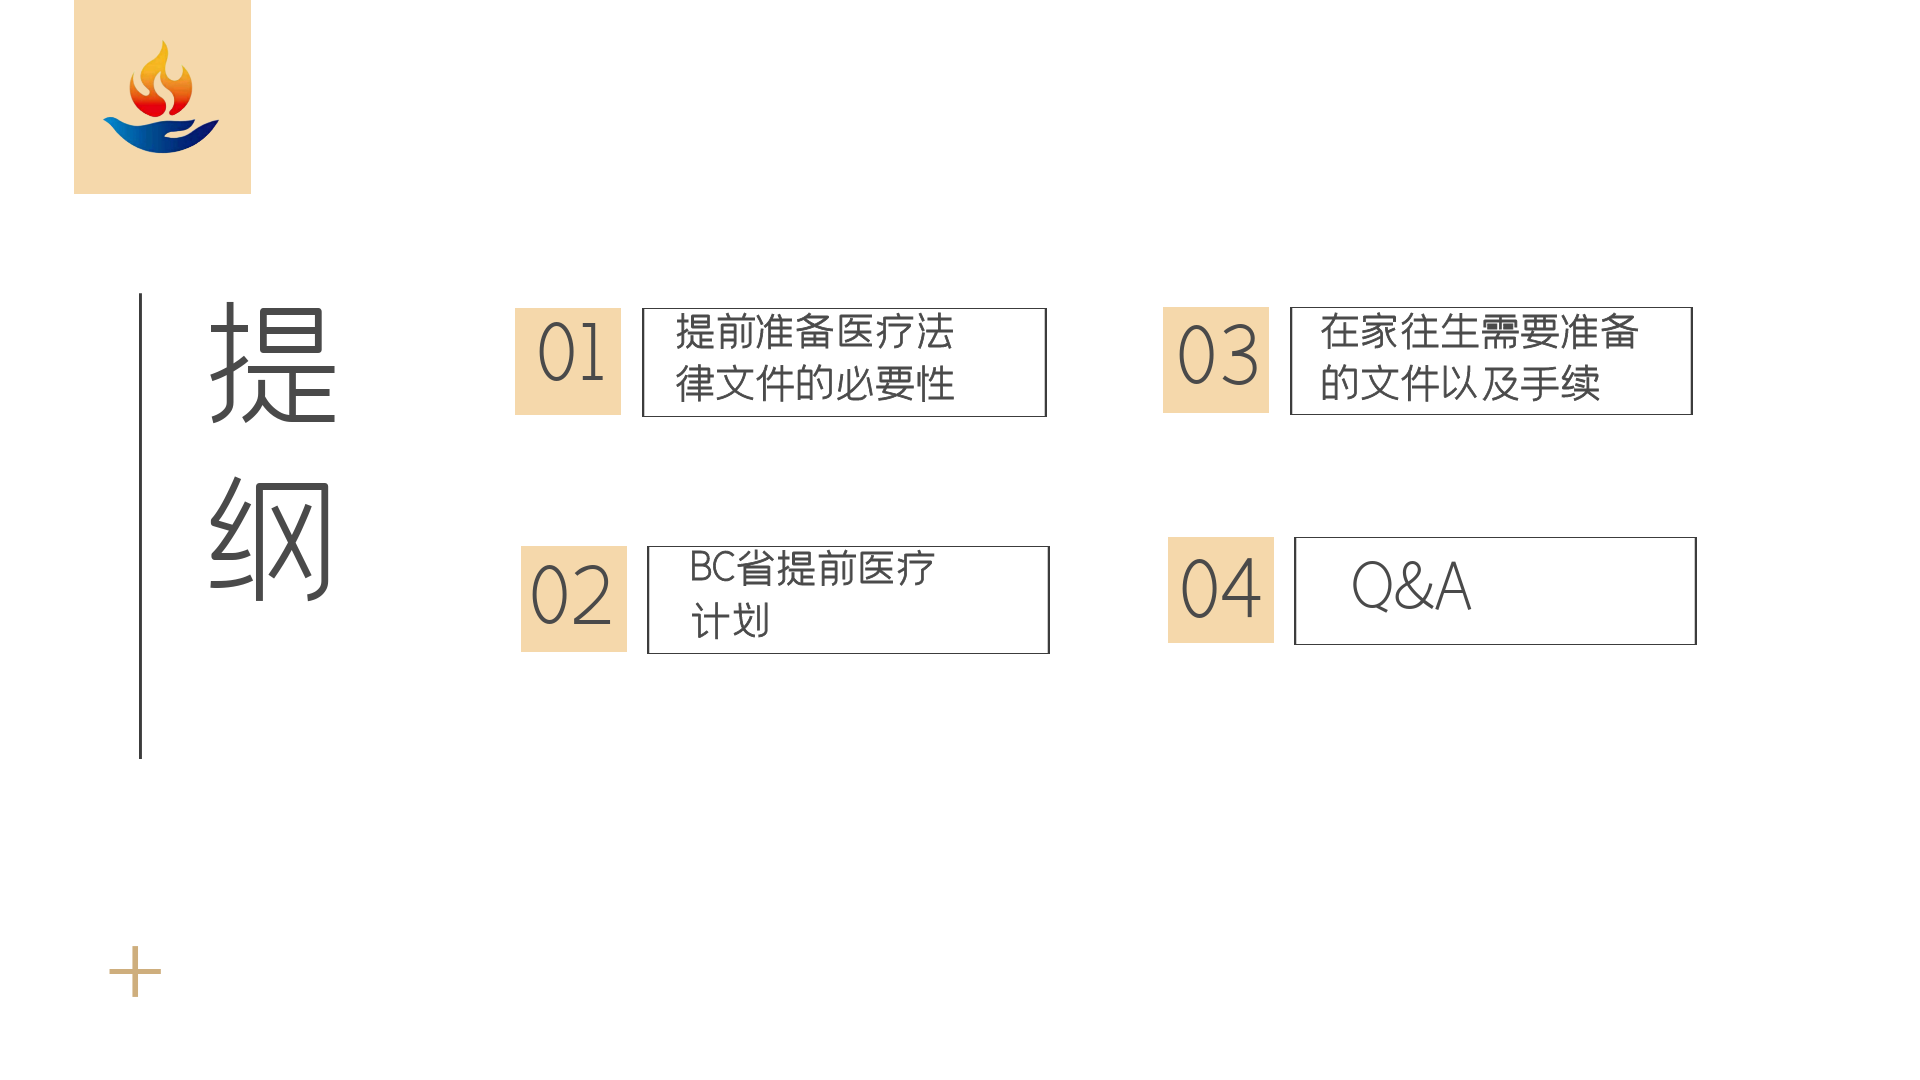 提
纲
01
提前准备医疗法
律文件的必要性
02
BC省提前医疗
计划
03
在家往生需要准备
的文件以及手续
04
Q&A